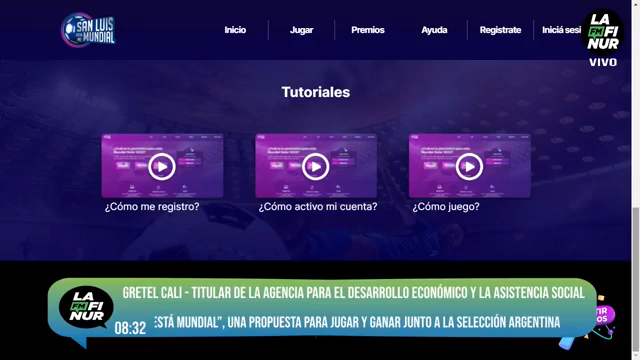 SAN LUIS
MUNDIAL
Inicio
Jugar
Premios
Ayuda
Registrate
Iniciá sesi
LA
FM
FI
NUR
VIVO
Tutoriales
¿Cómo me registro?
¿Cómo activo mi cuenta?
¿Cómo juego?
LA
FM
FI
NUR
08:32
GRETEL CALI - TITULAR DE LA AGENCIA PARA EL DESARROLLO ECONÓMICO Y LA ASISTENCIA SOCIAL
ESTÁ MUNDIAL", UNA PROPUESTA PARA JUGAR Y GANAR JUNTO A LA SELECCIÓN ARGENTINA